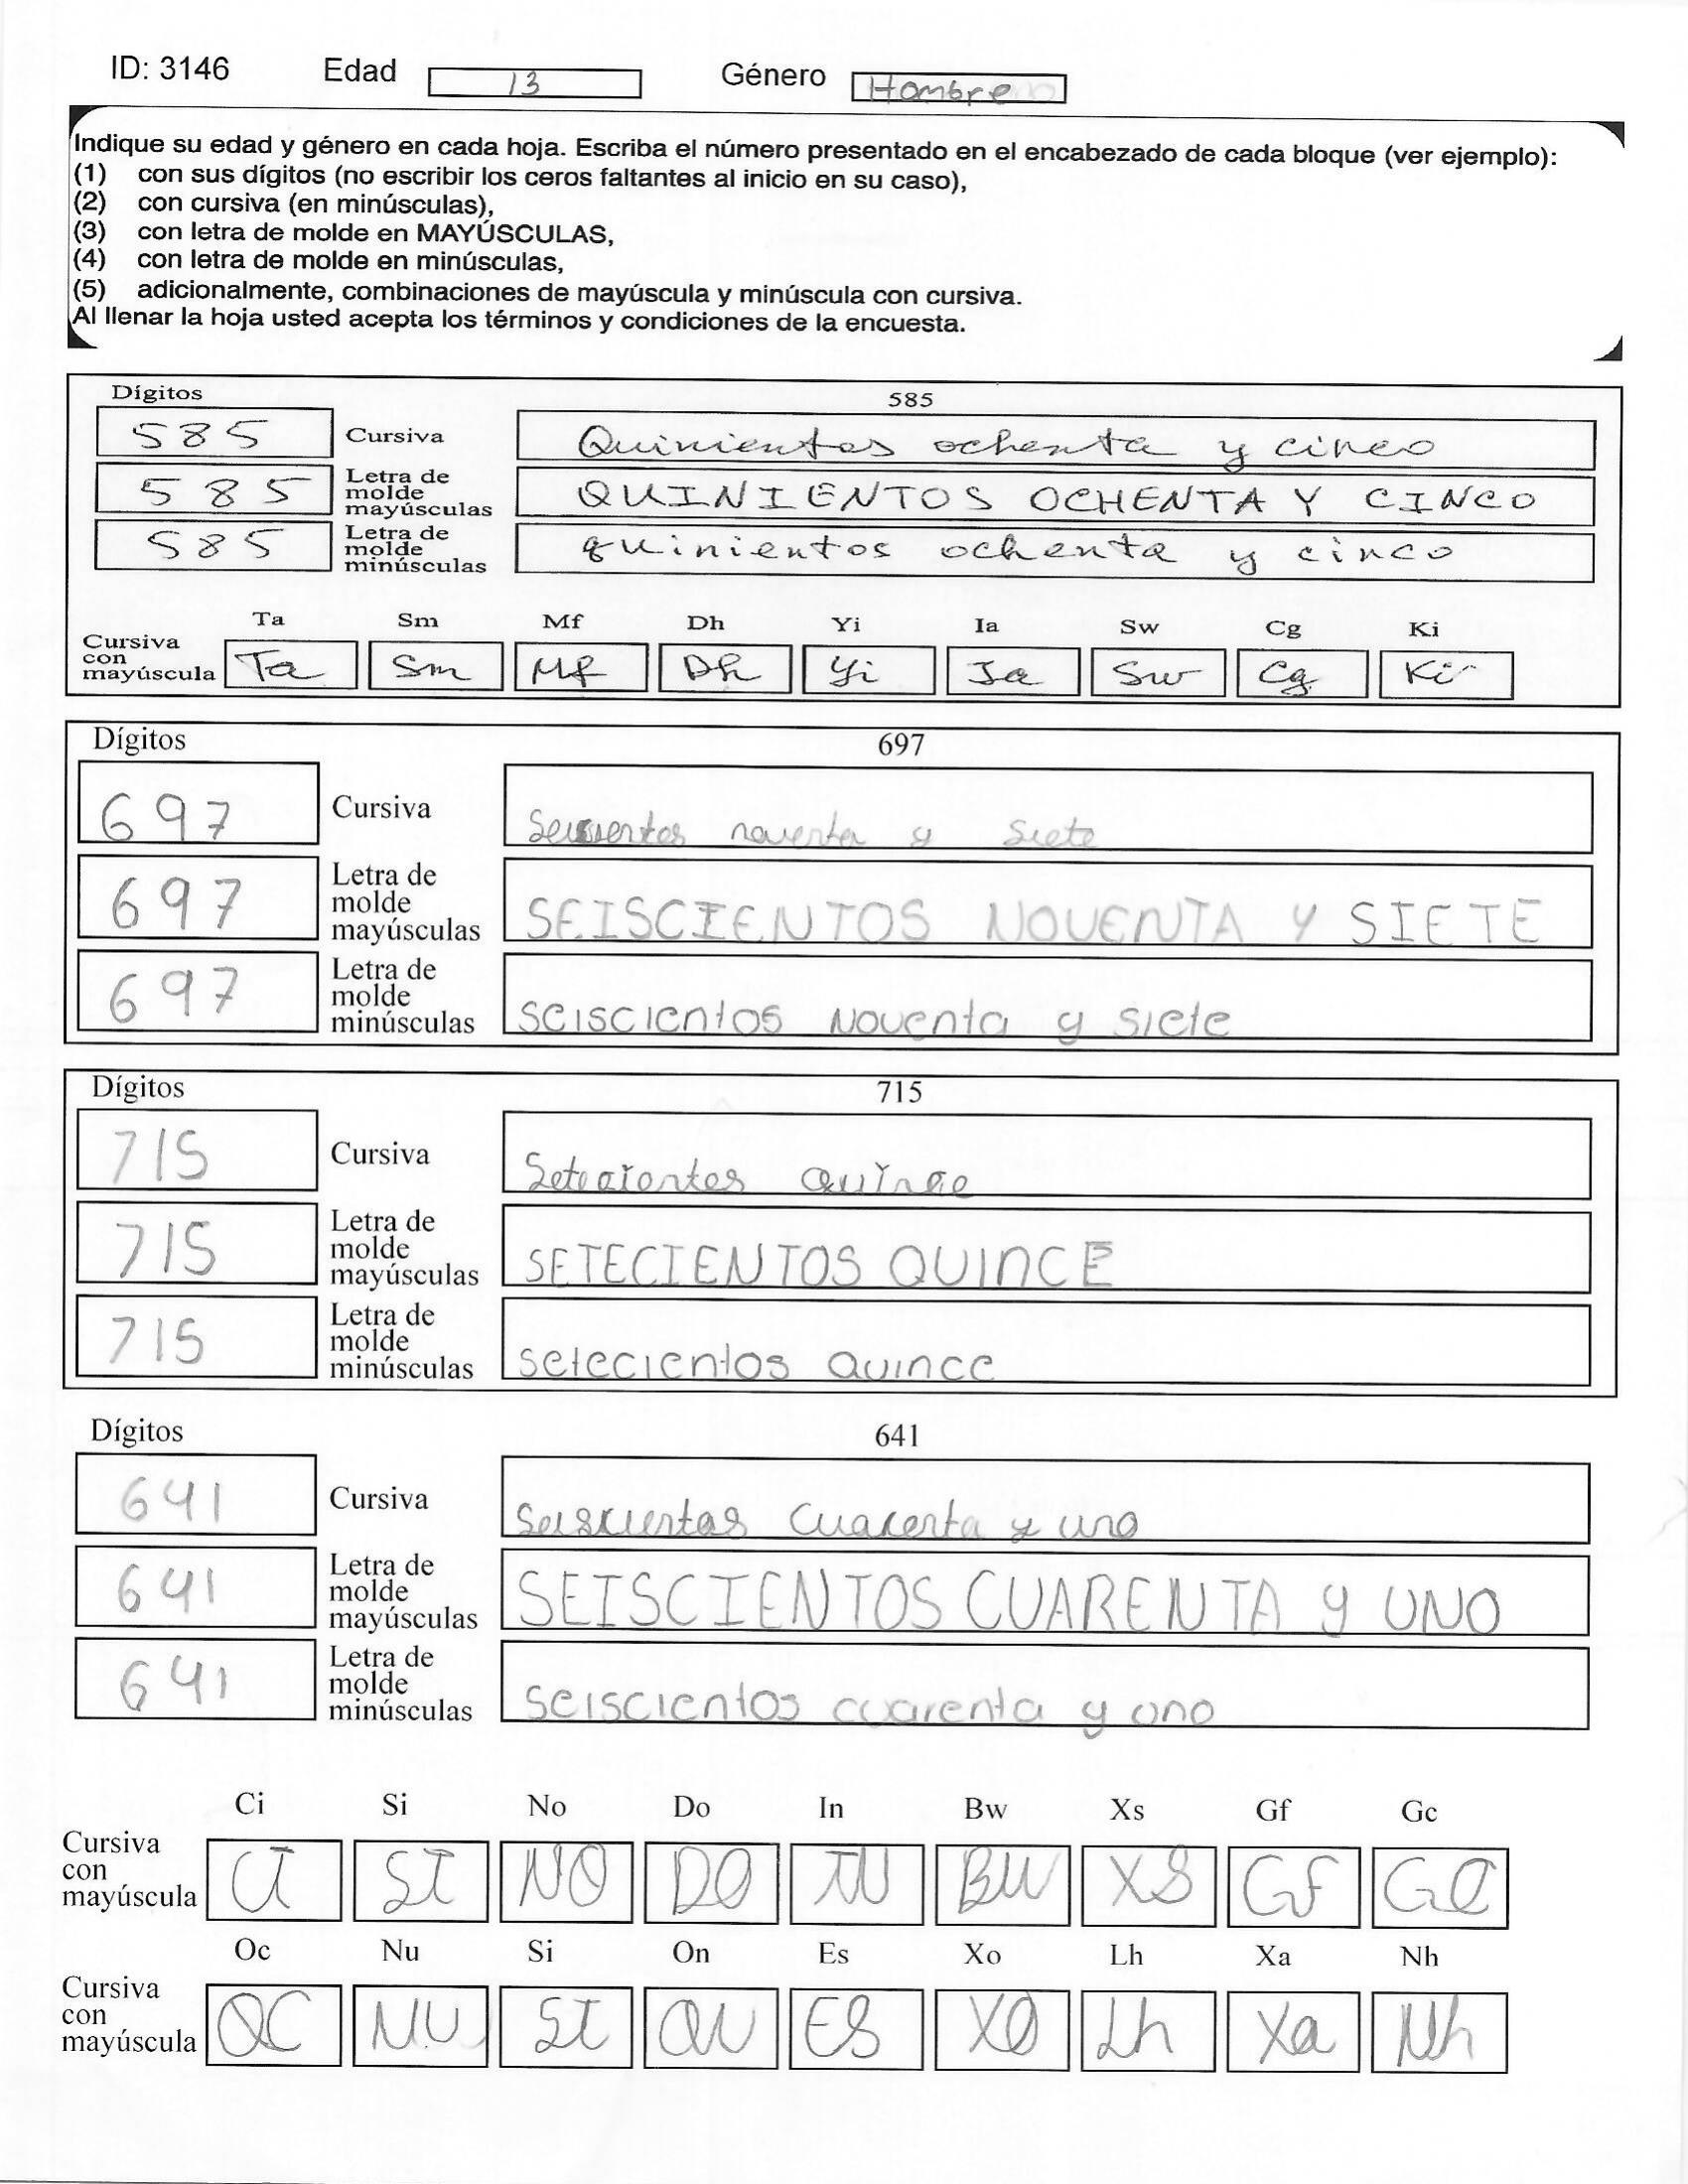 ID: 3146 Edad 13 Género Hombre
Indique su edad y género en cada hoja. Escriba el número presentado en el encabezado de cada bloque (ver ejemplo):
(1) con sus dígitos (no escribir los ceros faltantes al inicio en su caso),
(2) con cursiva (en minúsculas),
(3) con letra de molde en MAYÚSCULAS,
(4) con letra de molde en minúsculas,
(5) adicionalmente, combinaciones de mayúscula y minúscula con cursiva.
Al llenar la hoja usted acepta los términos y condiciones de la encuesta.
Dígitos 585
585 Cursiva Quinientos ochenta y cinco
585 Letra de molde mayúsculas QUINIENTOS OCHENTA Y CINCO
585 Letra de molde minúsculas quinientos ochenta y cinco
Ta Sm Mf Dh Yi Ia Sw Cg Ki
Cursiva con mayúscula Ta Sm Mf Dh Yi Ia Sw Cg Ki
Dígitos 697
697 Cursiva Seiscientos noventa y siete
697 Letra de molde mayúsculas SEISCIENTOS NOVENTA Y SIETE
697 Letra de molde minúsculas seiscientos noventa y siete
Dígitos 715
715 Cursiva Setecientos Quince
715 Letra de molde mayúsculas SETECIENTOS QUINCE
715 Letra de molde minúsculas setecientos Quince
Dígitos 641
641 Cursiva Seiscientos Cuarenta y uno
641 Letra de molde mayúsculas SEISCIENTOS CUARENTA y UNO
641 Letra de molde minúsculas seiscientos cuarenta y uno
Ci Si No Do In Bw Xs Gf Gc
Cursiva con mayúscula CI SI NO DO IN BW XS Gf GC
Oc Nu Si On Es Xo Lh Xa Nh
Cursiva con mayúscula OC NU SI ON ES XO Lh Xa Nh